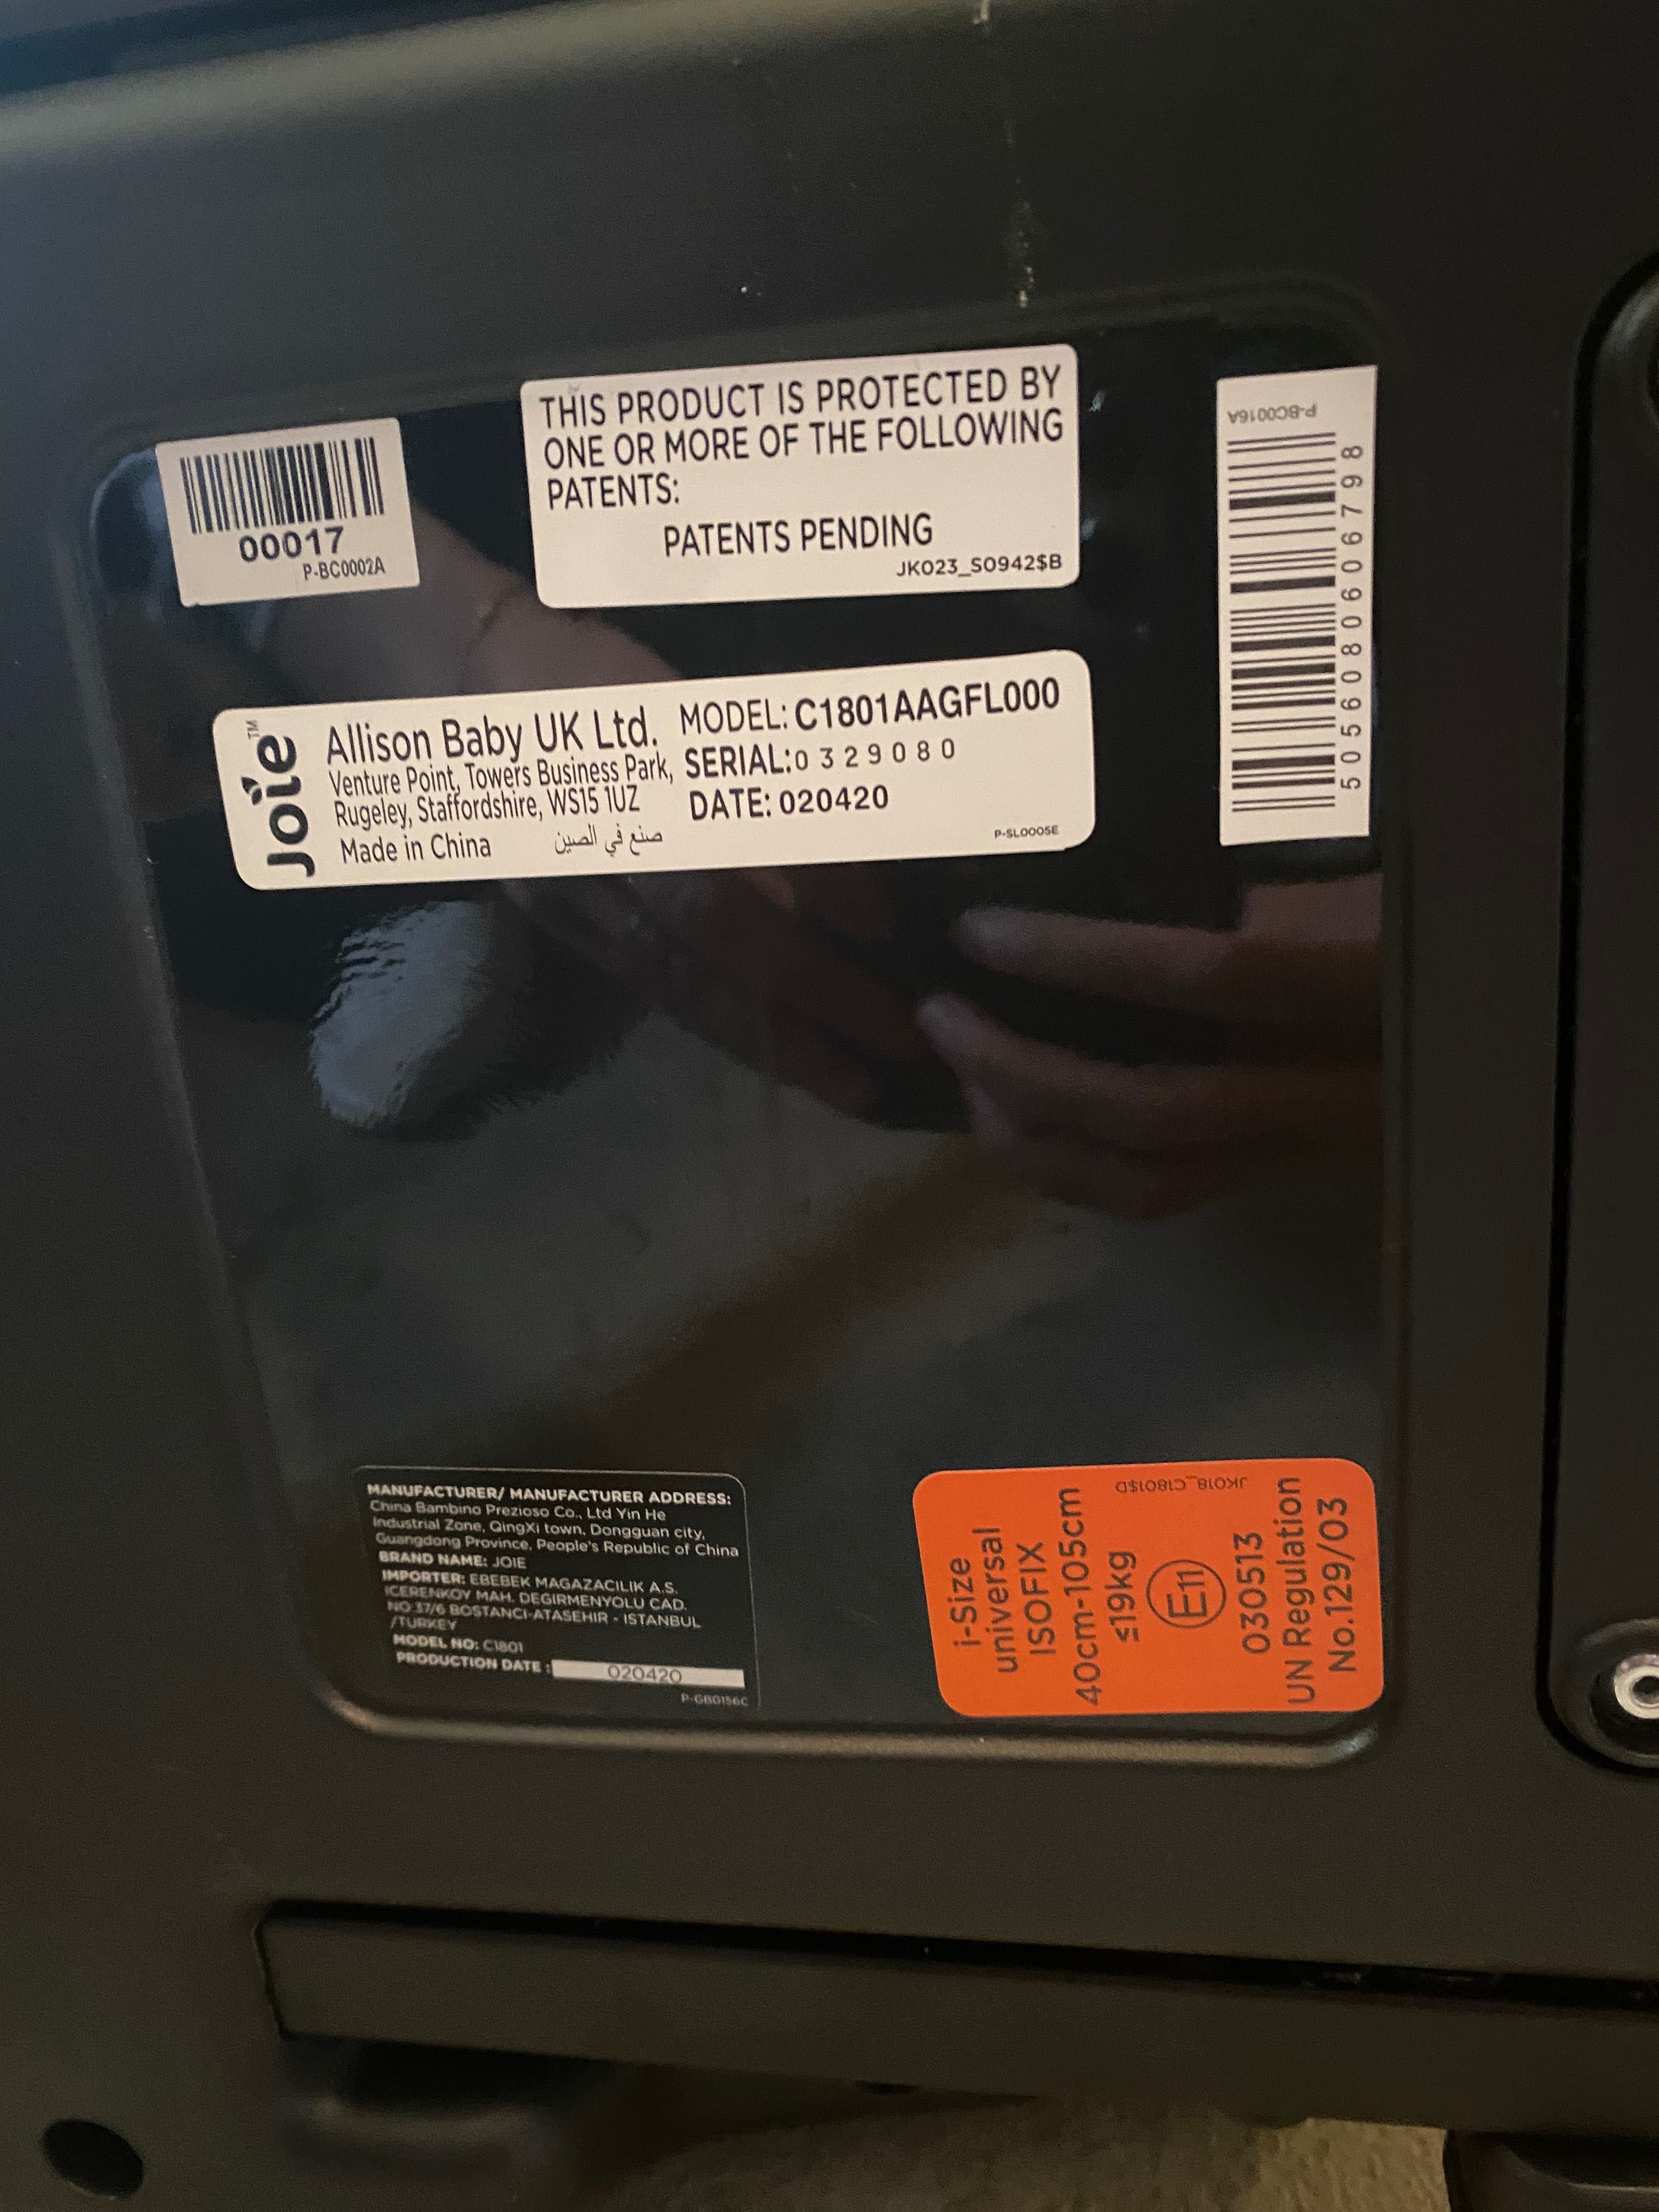 00017
P-BC0002A
THIS PRODUCT IS PROTECTED BY
ONE OR MORE OF THE FOLLOWING
PATENTS:
PATENTS PENDING
JK023_S0942$B
P-BC0016A
5056080606798
Joie™
Allison Baby UK Ltd.
Venture Point, Towers Business Park,
Rugeley, Staffordshire, WS15 1UZ
Made in China صنع في الصين
MODEL: C1801AAGFL000
SERIAL: 0329080
DATE: 020420
P-SL0005E
MANUFACTURER/ MANUFACTURER ADDRESS:
China Bambino Prezioso Co., Ltd Yin He
Industrial Zone, QingXi town, Dongguan city,
Guangdong Province, People's Republic of China
BRAND NAME: JOIE
IMPORTER: EBEBEK MAGAZACILIK A.S.
ICERENKOY MAH. DEGIRMENYOLU CAD.
NO:37/6 BOSTANCI-ATASEHIR - ISTANBUL
/TURKEY
MODEL NO: C1801
PRODUCTION DATE : 020420
P-GB0156C
i-Size
universal
ISOFIX
40cm-105cm
≤19kg
E11
030513
UN Regulation
No.129/03
JK018_C1801$D